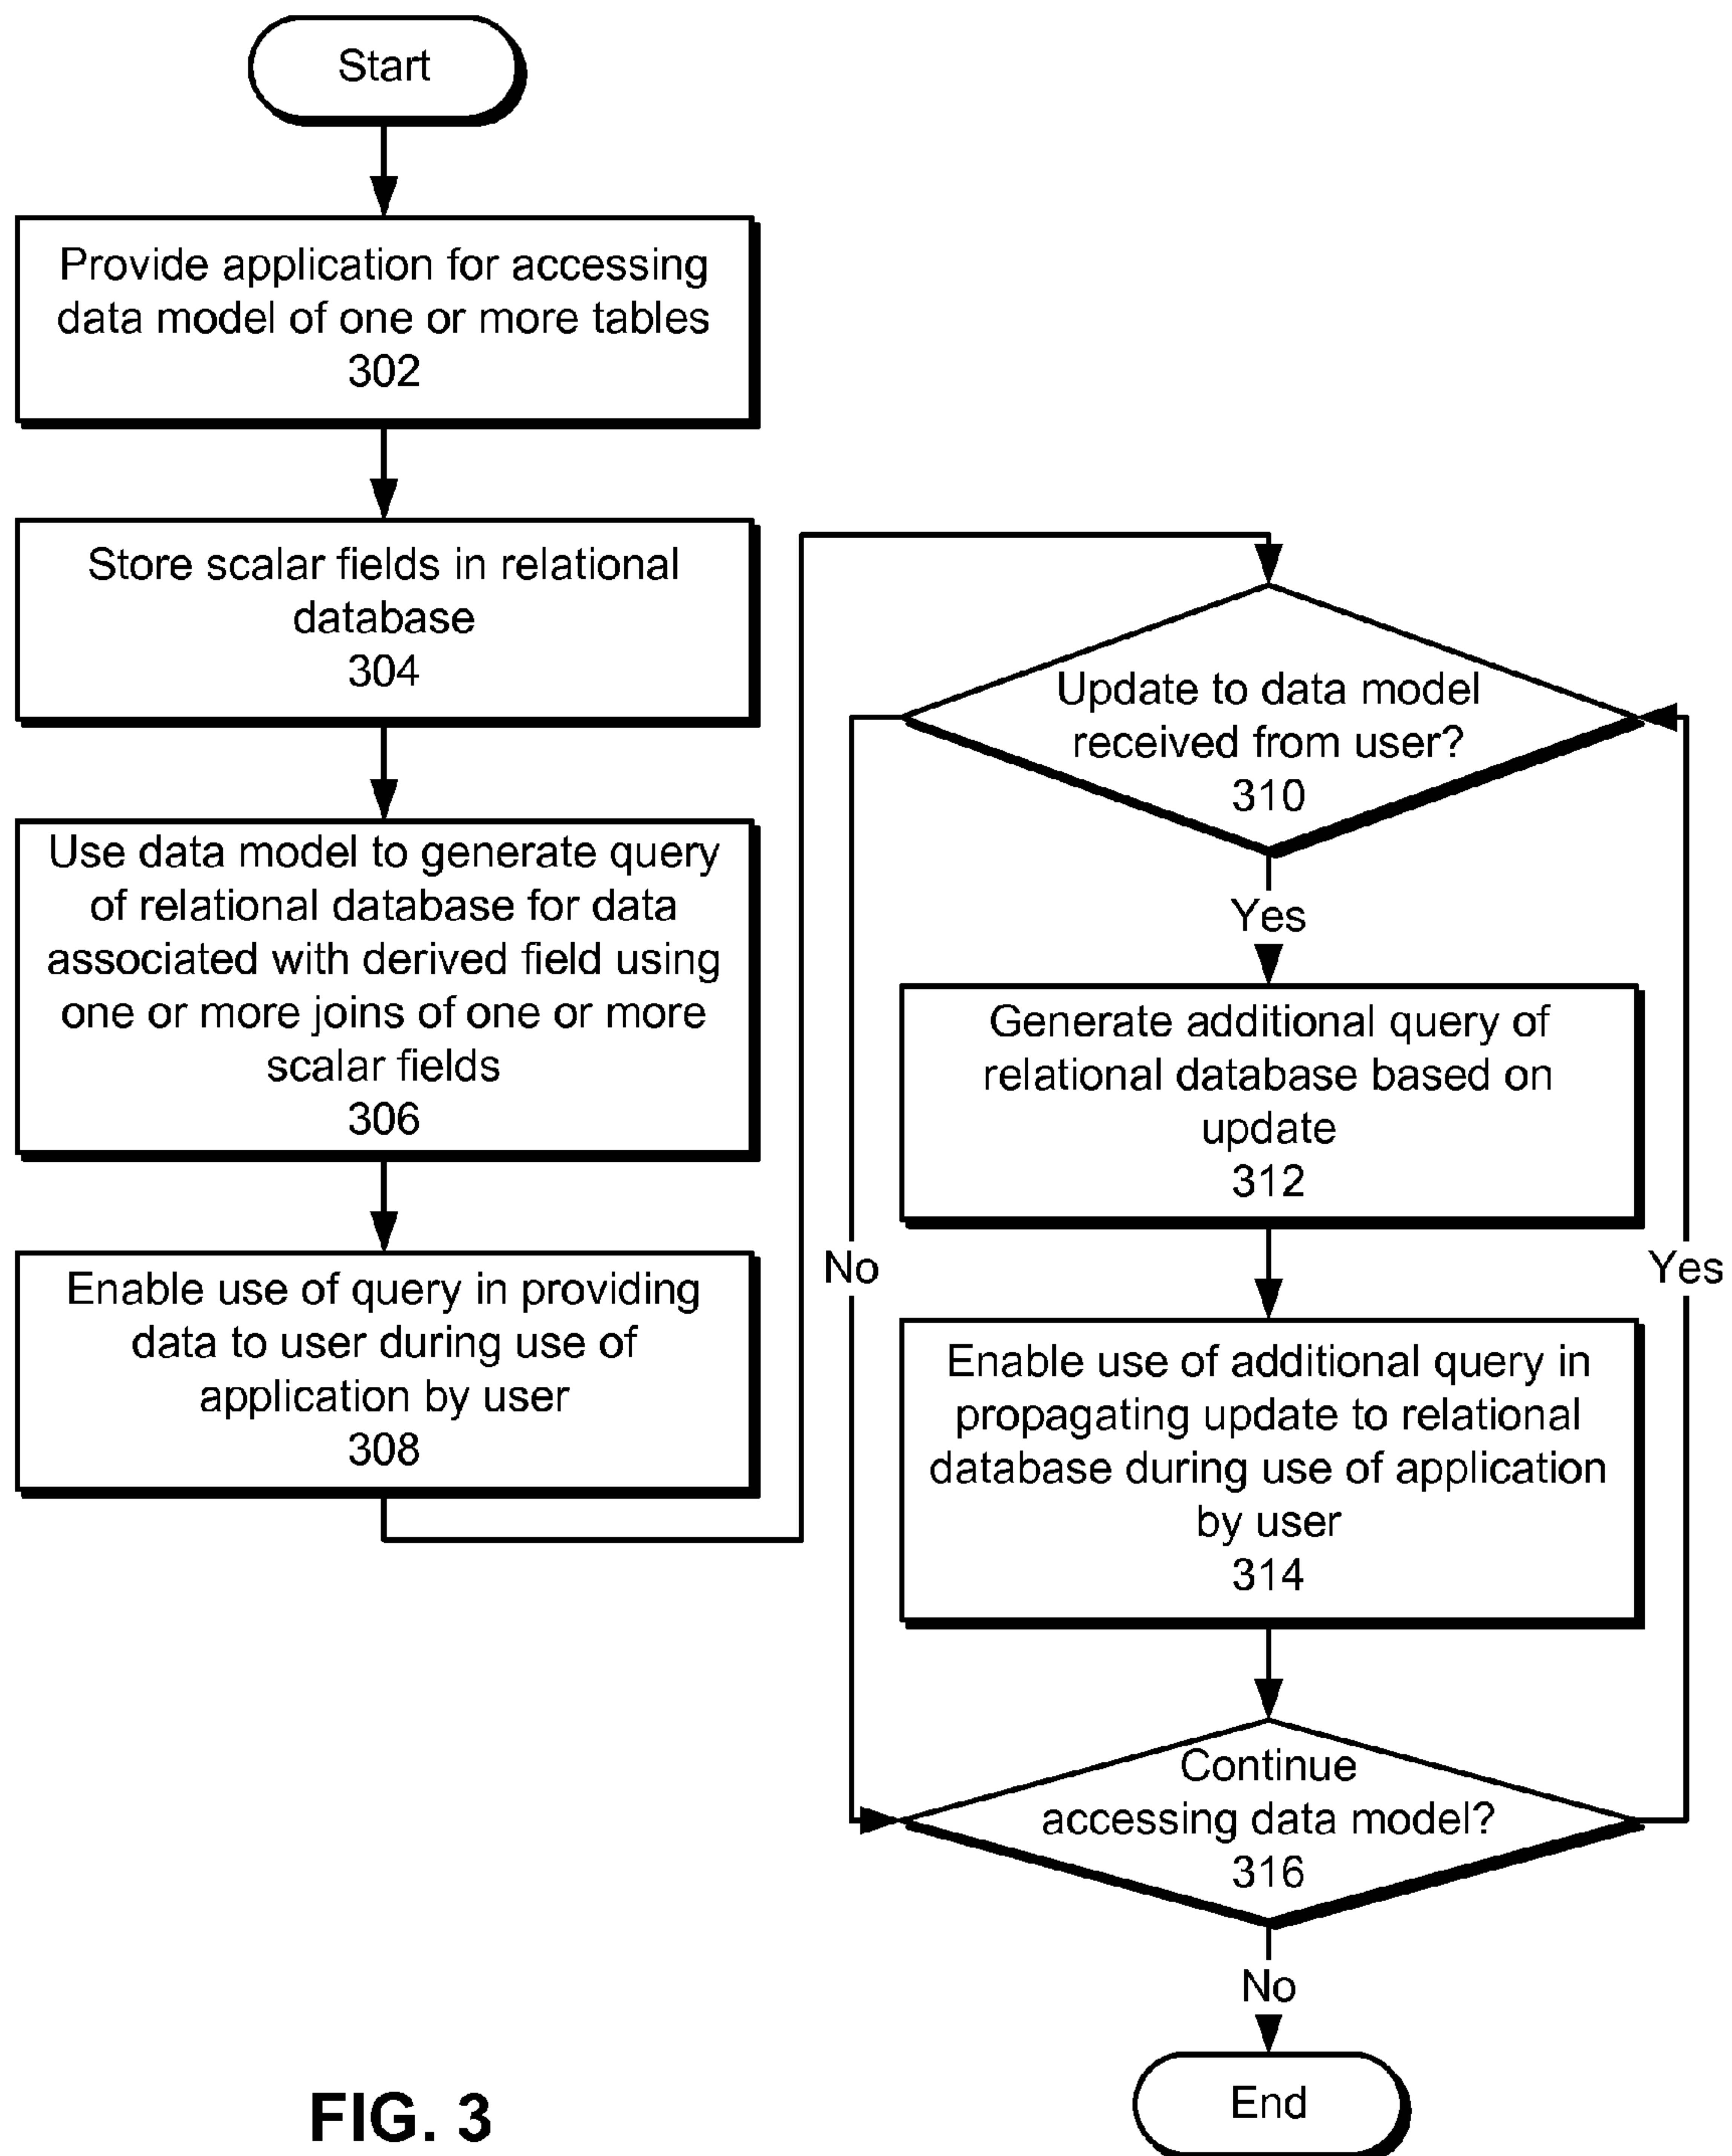 Start
Provide application for accessing
data model of one or more tables
302
Store scalar fields in relational
database
304
Use data model to generate query
of relational database for data
associated with derived field using
one or more joins of one or more
scalar fields
306
Enable use of query in providing
data to user during use of
application by user
308
Update to data model
received from user?
310
Yes
Generate additional query of
relational database based on
update
312
No
Yes
Enable use of additional query in
propagating update to relational
database during use of application
by user
314
Continue
accessing data model?
316
No
End
FIG. 3